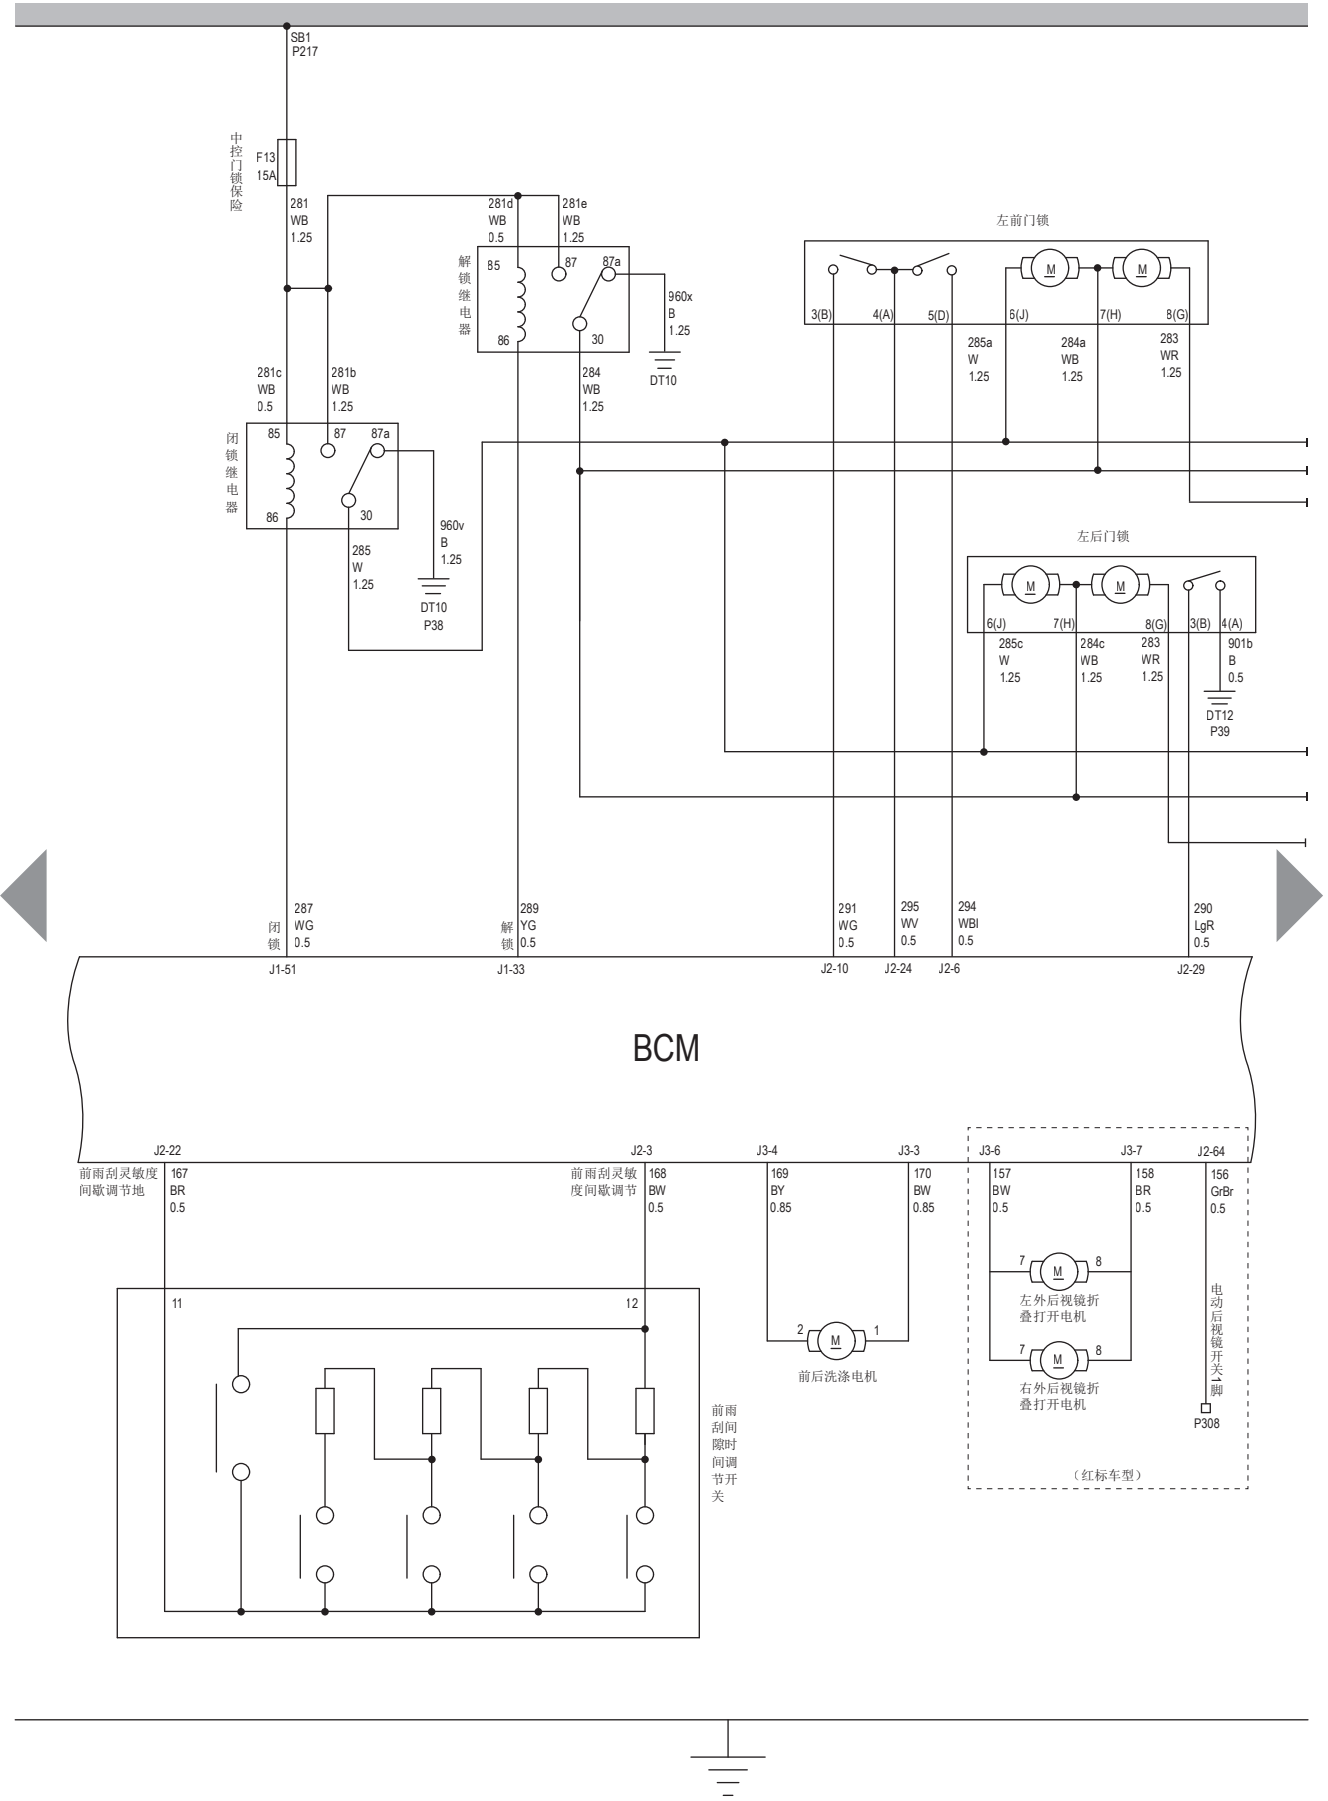 SB1
P217
中控门锁保险
F13
15A
281
WB
1.25
281d
WB
0.5
281e
WB
1.25
解锁继电器
85
87
87a
86
30
960x
B
1.25
DT10
284
WB
1.25
281c
WB
0.5
281b
WB
1.25
闭锁继电器
85
87
87a
86
30
285
W
1.25
960v
B
1.25
DT10
P38
左前门锁
3(B)
4(A)
5(D)
6(J)
7(H)
8(G)
285a
W
1.25
284a
WB
1.25
283
WR
1.25
左后门锁
6(J)
7(H)
8(G)
3(B)
4(A)
M
M
M
M
285c
W
1.25
284c
WB
1.25
283
WR
1.25
901b
B
0.5
DT12
P39
闭锁
287
WG
0.5
解锁
289
YG
0.5
291
WG
0.5
295
WV
0.5
294
WBl
0.5
290
LgR
0.5
J1-51
J1-33
J2-10
J2-24
J2-6
J2-29
BCM
J2-22
J2-3
J3-4
J3-3
J3-6
J3-7
J2-64
前雨刮灵敏度
间歇调节地
167
BR
0.5
前雨刮灵敏
度间歇调节
168
BW
0.5
169
BY
0.85
170
BW
0.85
157
BW
0.5
158
BR
0.5
156
GrBr
0.5
11
12
2
M
1
前后洗涤电机
7
M
8
左外后视镜折
叠打开电机
7
M
8
右外后视镜折
叠打开电机
电动后视镜开关1脚
P308
（红标车型）
前雨
刮间
隙时
间调
节开
关